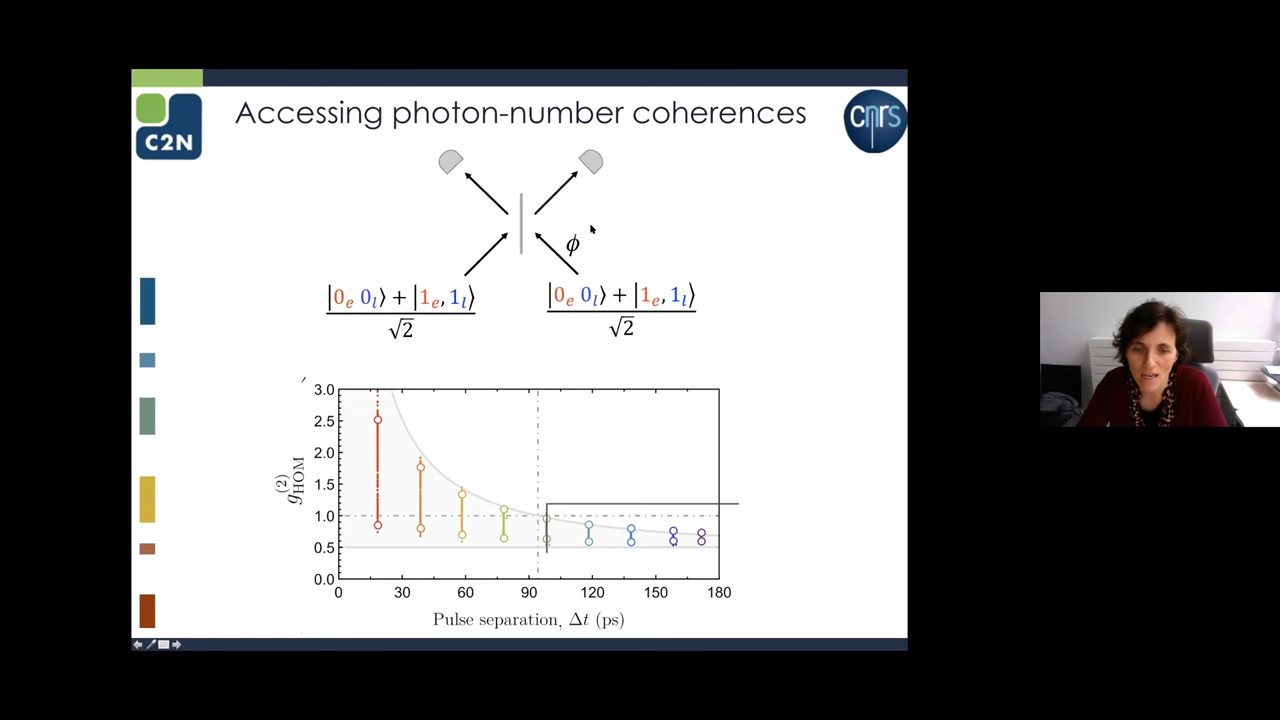 Accessing photon-number coherences
C2N
cnrs
ϕ
|0e 0l⟩ + |1e, 1l⟩
√2
|0e 0l⟩ + |1e, 1l⟩
√2
3.0
2.5
2.0
1.5
1.0
0.5
0.0
g(2)HOM
0 30 60 90 120 150 180
Pulse separation, Δt (ps)